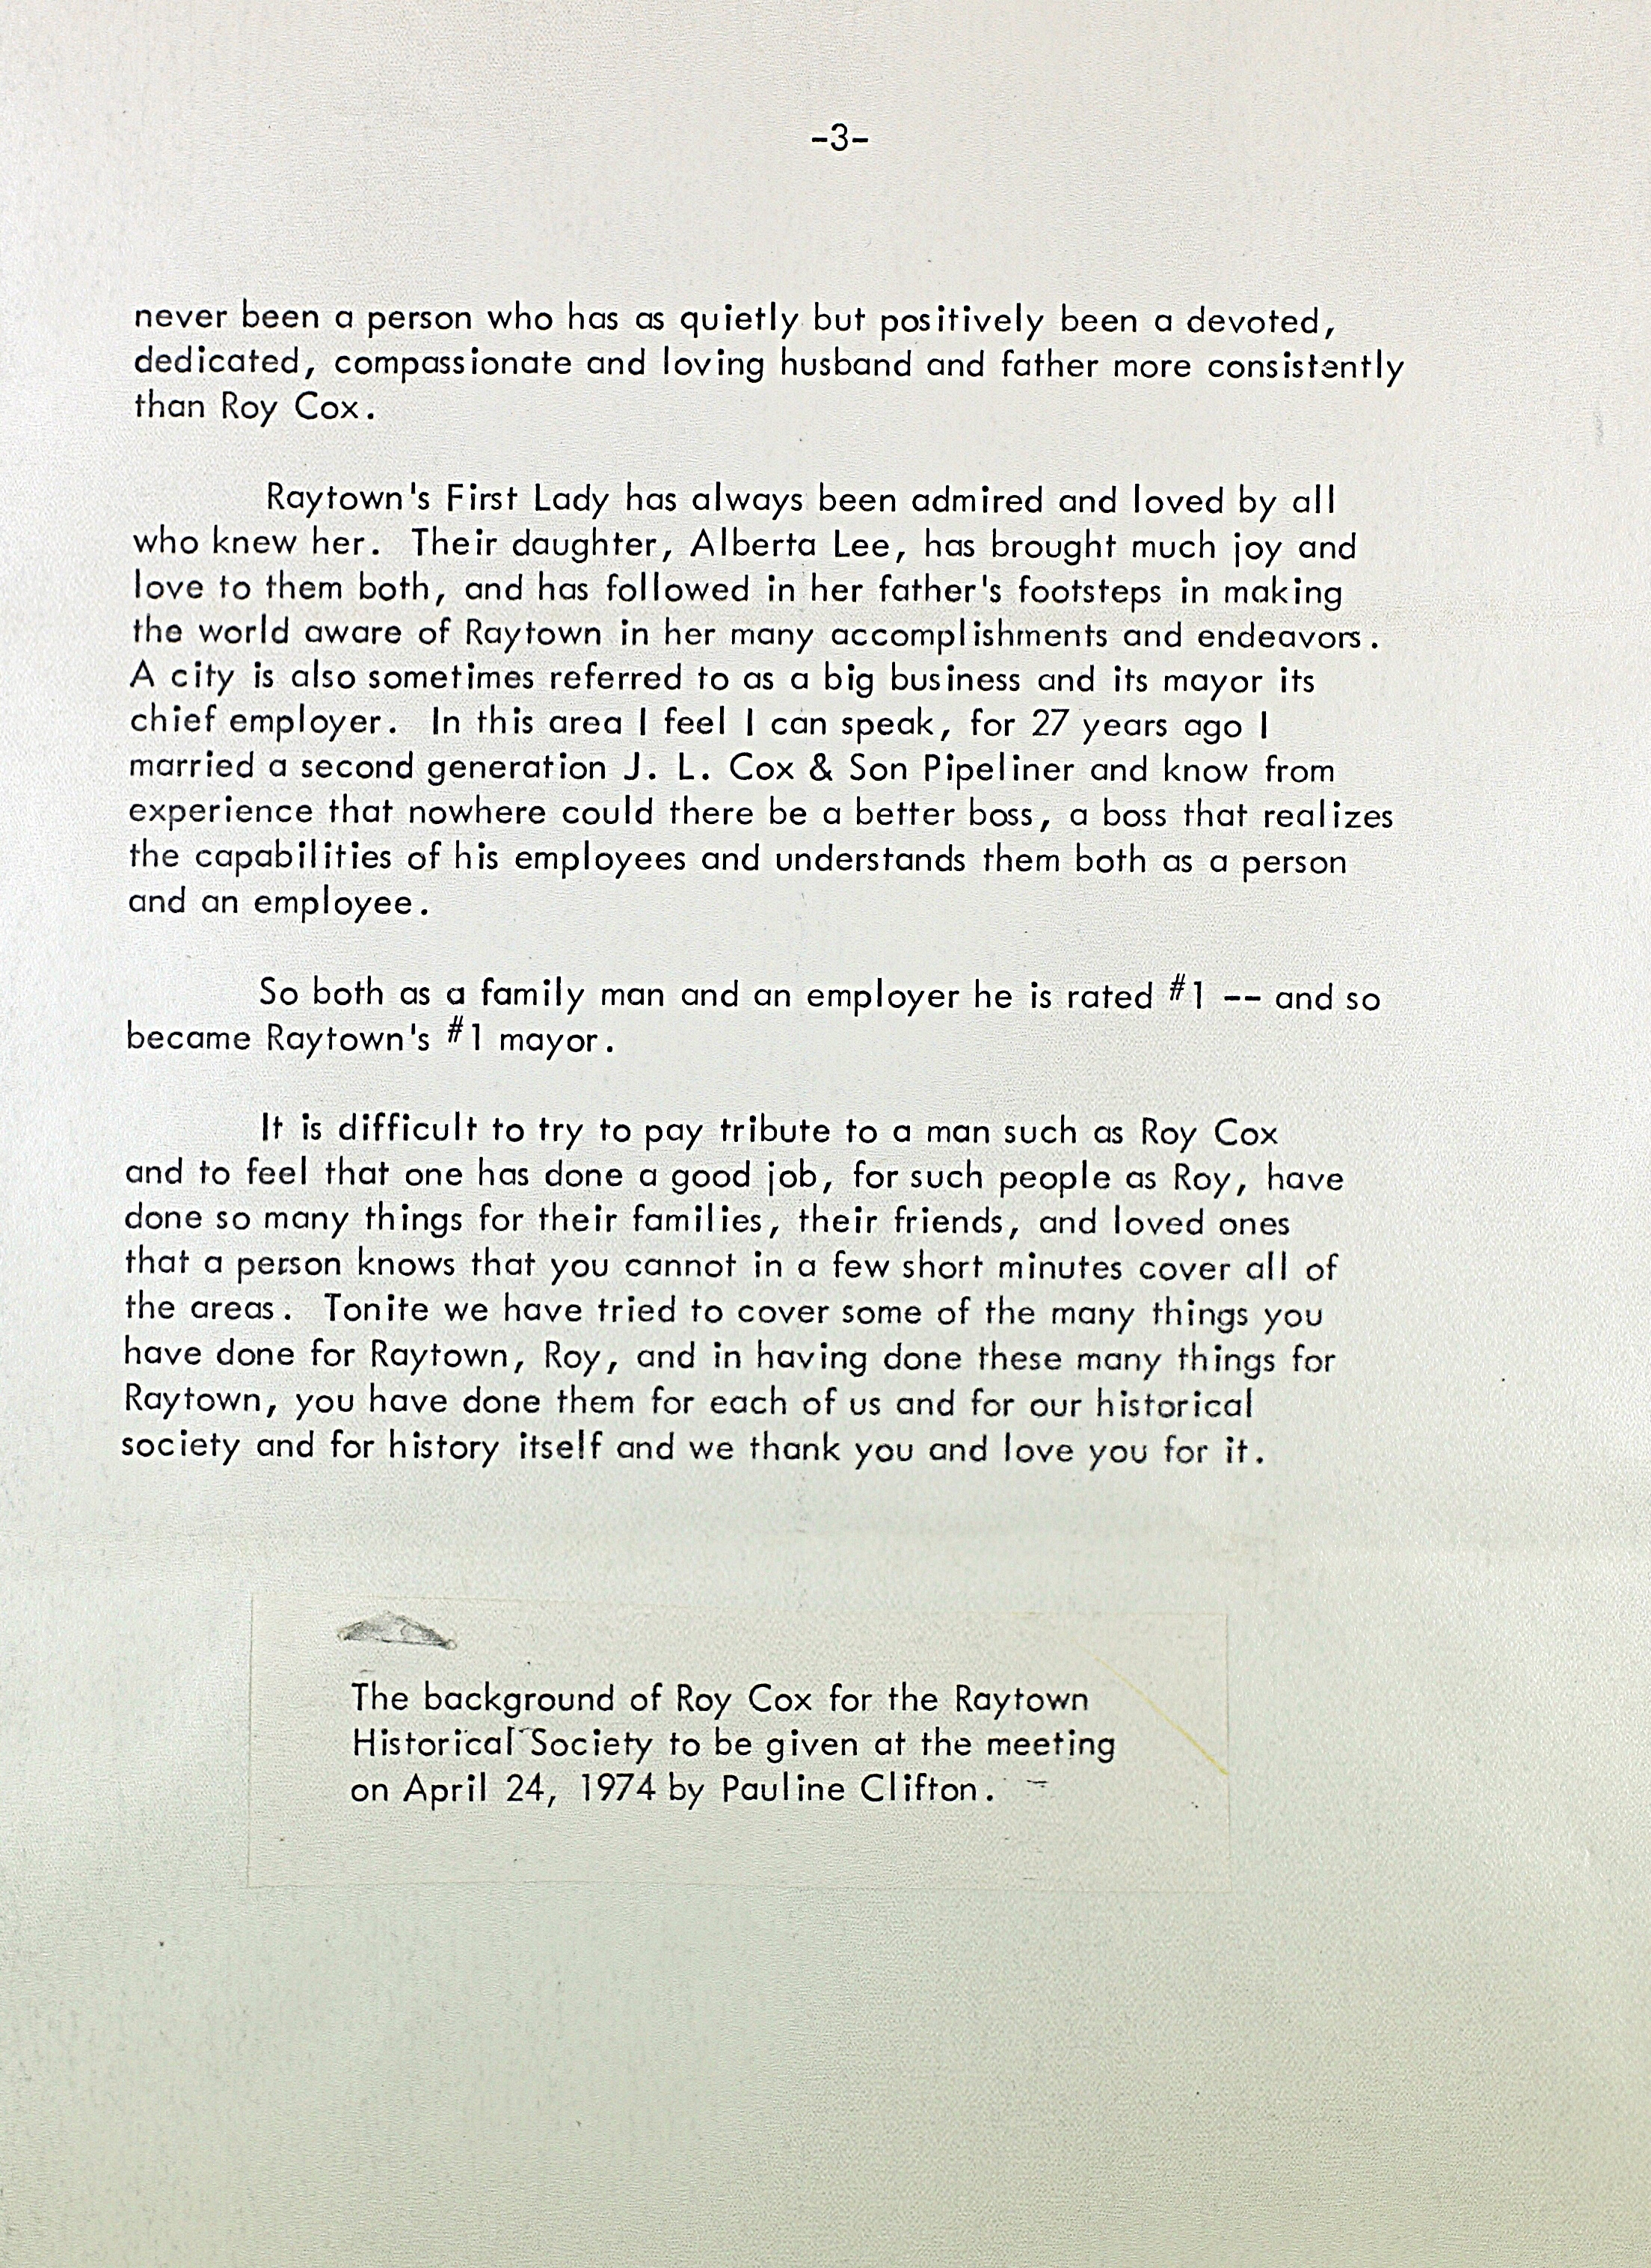 -3-
never been a person who has as quietly but positively been a devoted,
dedicated, compassionate and loving husband and father more consistently
than Roy Cox.
Raytown's First Lady has always been admired and loved by all
who knew her. Their daughter, Alberta Lee, has brought much joy and
love to them both, and has followed in her father's footsteps in making
the world aware of Raytown in her many accomplishments and endeavors.
A city is also sometimes referred to as a big business and its mayor its
chief employer. In this area I feel I can speak, for 27 years ago I
married a second generation J. L. Cox & Son Pipeliner and know from
experience that nowhere could there be a better boss, a boss that realizes
the capabilities of his employees and understands them both as a person
and an employee.
So both as a family man and an employer he is rated #1 -- and so
became Raytown's #1 mayor.
It is difficult to try to pay tribute to a man such as Roy Cox
and to feel that one has done a good job, for such people as Roy, have
done so many things for their families, their friends, and loved ones
that a person knows that you cannot in a few short minutes cover all of
the areas. Tonite we have tried to cover some of the many things you
have done for Raytown, Roy, and in having done these many things for
Raytown, you have done them for each of us and for our historical
society and for history itself and we thank you and love you for it.
The background of Roy Cox for the Raytown
Historical Society to be given at the meeting
on April 24, 1974 by Pauline Clifton.